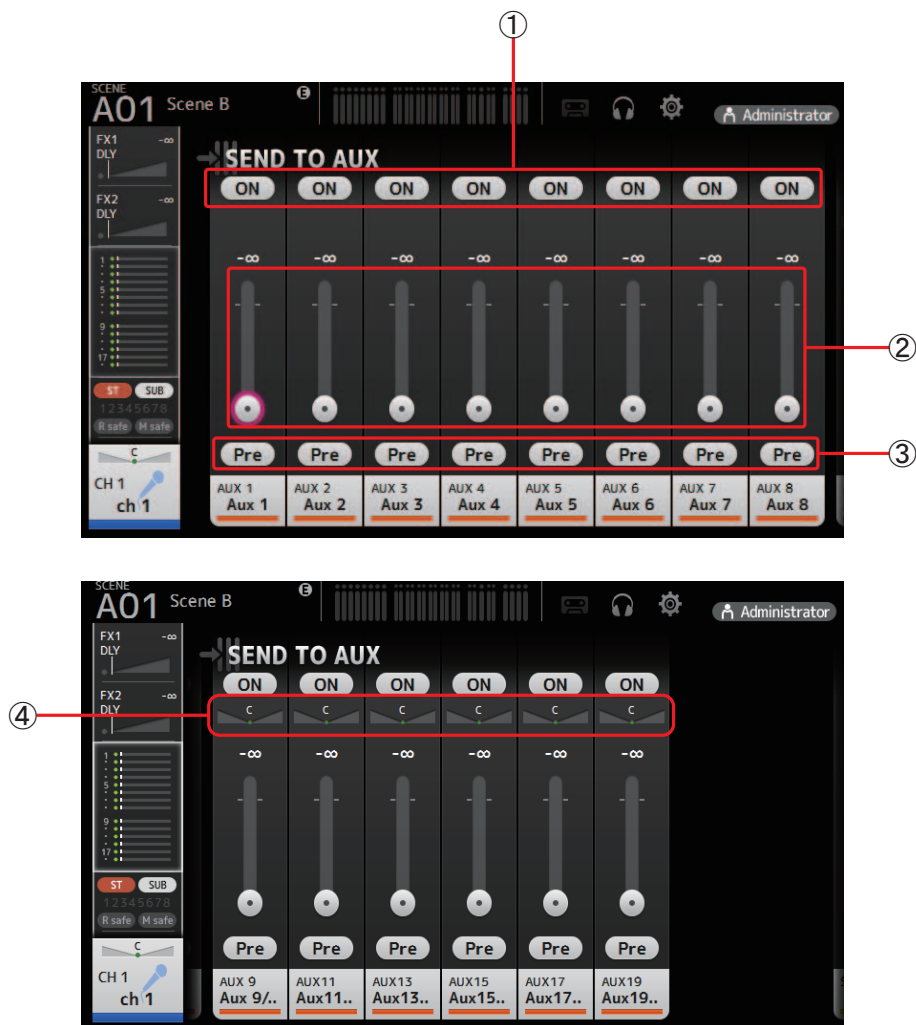 ①
SCENE
A01 Scene B E Administrator
FX1 -∞
DLY
SEND TO AUX
ON ON ON ON ON ON ON ON
FX2 -∞
DLY
-∞ -∞ -∞ -∞ -∞ -∞ -∞ -∞
1
5
9
17
②
ST SUB
12345678
R safe M safe
Pre Pre Pre Pre Pre Pre Pre Pre
③
C
CH 1
ch 1
AUX 1 AUX 2 AUX 3 AUX 4 AUX 5 AUX 6 AUX 7 AUX 8
Aux 1 Aux 2 Aux 3 Aux 4 Aux 5 Aux 6 Aux 7 Aux 8
SCENE
A01 Scene B E Administrator
FX1 -∞
DLY
SEND TO AUX
ON ON ON ON ON ON
FX2 -∞
DLY
④
C C C C C C
-∞ -∞ -∞ -∞ -∞ -∞
1
5
9
17
ST SUB
12345678
R safe M safe
Pre Pre Pre Pre Pre Pre
C
CH 1
ch 1
AUX 9 AUX11 AUX13 AUX15 AUX17 AUX19
Aux 9/.. Aux11.. Aux13.. Aux15.. Aux17.. Aux19..